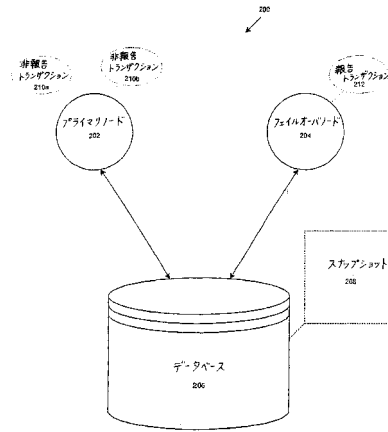 200
非報告
トランザクション
210a
非報告
トランザクション
210b
報告
トランザクション
212
プライマリノード
202
フェイルオーバノード
204
スナップショット
208
データベース
206